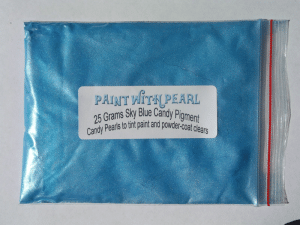 PAINT WITH PEARL
25 Grams Sky Blue Candy Pigment
Candy Pearls to tint paint and powder-coat clears